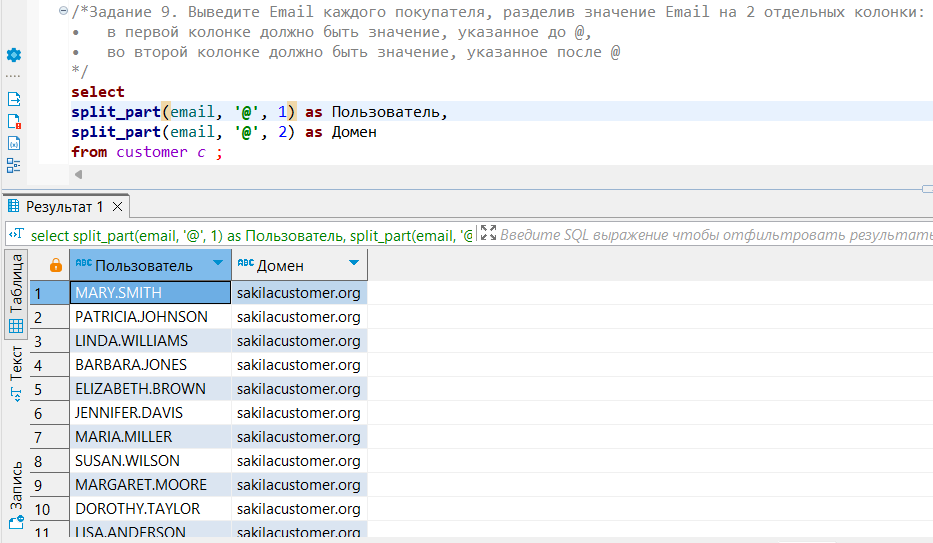 /*Задание 9. Выведите Email каждого покупателя, разделив значение Email на 2 отдельных колонки:
• в первой колонке должно быть значение, указанное до @,
• во второй колонке должно быть значение, указанное после @
*/
select
split_part(email, '@', 1) as Пользователь,
split_part(email, '@', 2) as Домен
from customer c ;
Результат 1
select split_part(email, '@', 1) as Пользователь, split_part(email, '@
Введите SQL выражение чтобы отфильтровать результаты
Таблица
Текст
Запись
ABC Пользователь ABC Домен
1 MARY.SMITH sakilacustomer.org
2 PATRICIA.JOHNSON sakilacustomer.org
3 LINDA.WILLIAMS sakilacustomer.org
4 BARBARA.JONES sakilacustomer.org
5 ELIZABETH.BROWN sakilacustomer.org
6 JENNIFER.DAVIS sakilacustomer.org
7 MARIA.MILLER sakilacustomer.org
8 SUSAN.WILSON sakilacustomer.org
9 MARGARET.MOORE sakilacustomer.org
10 DOROTHY.TAYLOR sakilacustomer.org
11 LISA.ANDERSON sakilacustomer.org